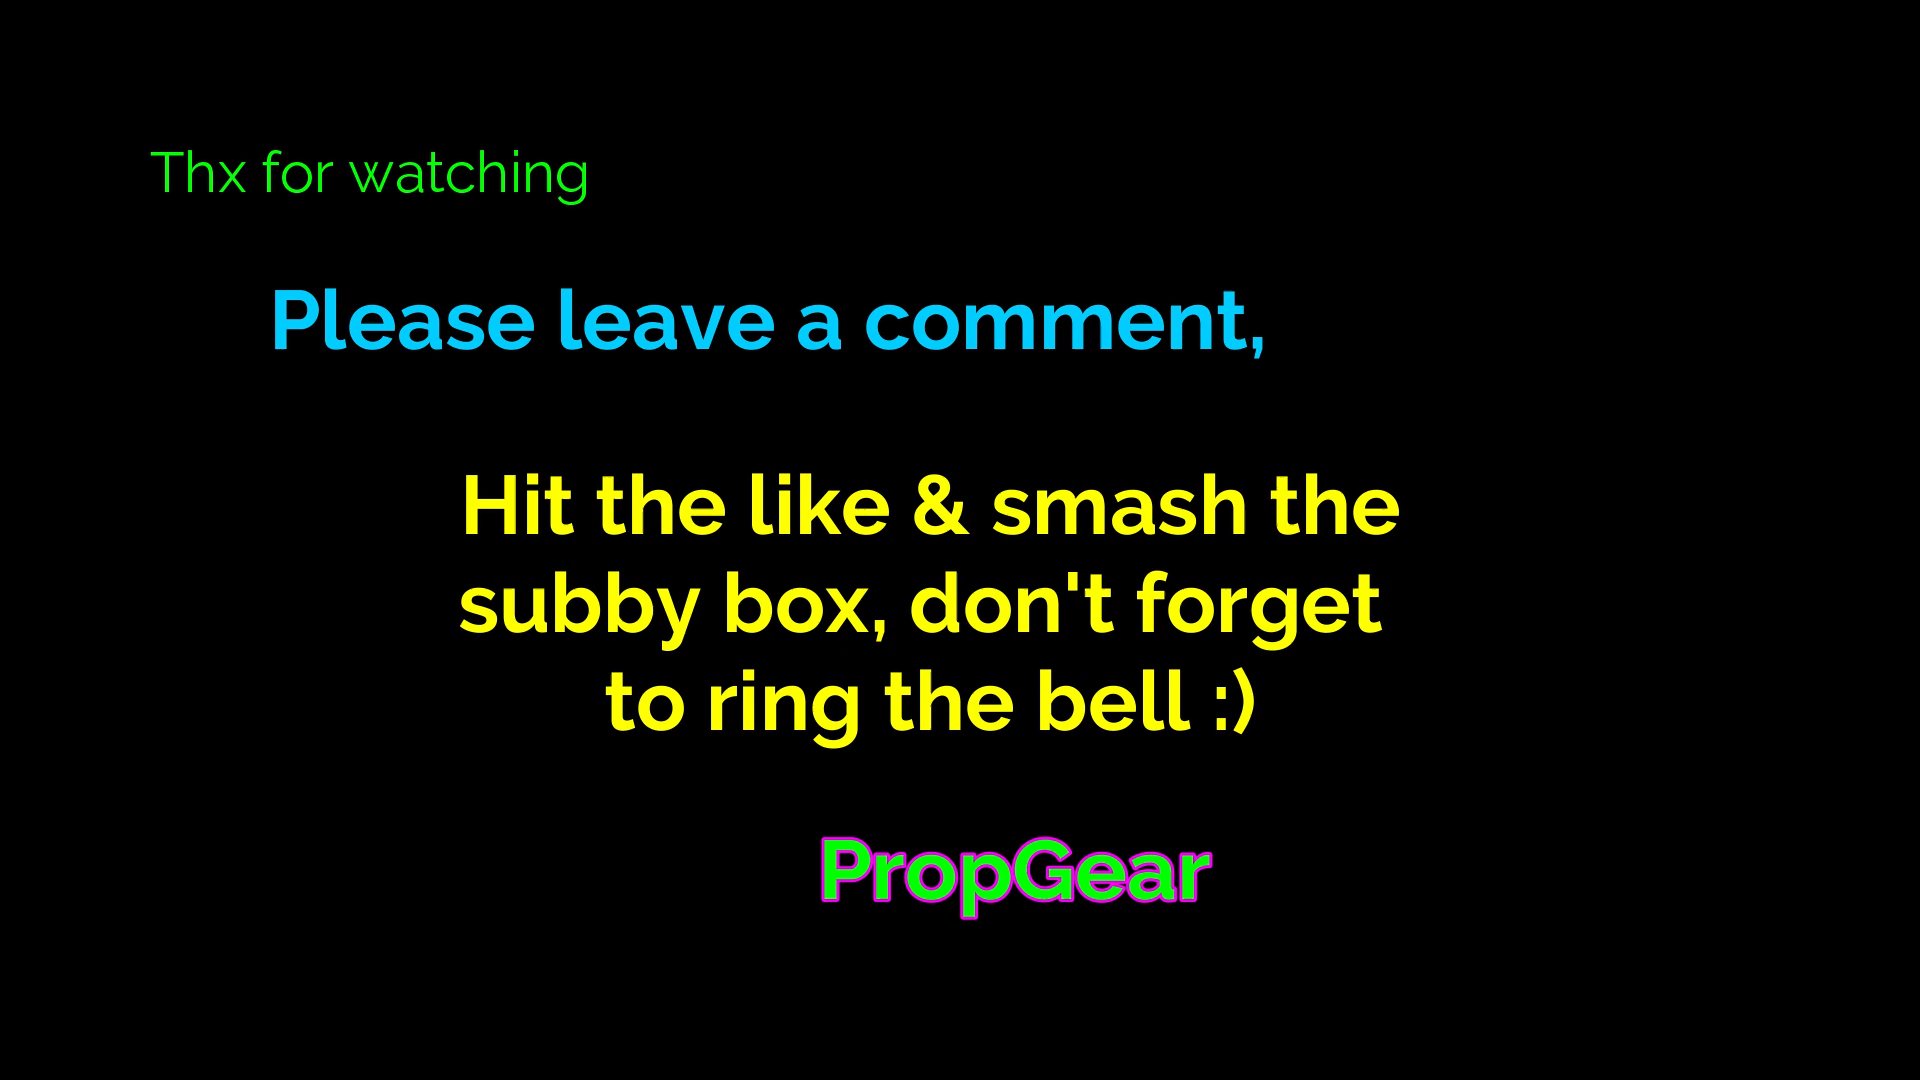 Thx for watching
Please leave a comment,
Hit the like & smash the
subby box, don't forget
to ring the bell :)
PropGear